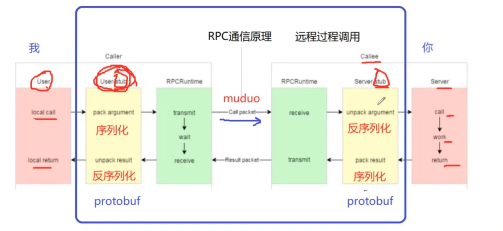 RPC通信原理 远程过程调用
我
你
Caller
Callee
User
User-stub
RPCRuntime
muduo
RPCRuntime
Server-stub
Server
local call
pack argument
transmit
Call packet
receive
unpack argument
call
序列化
反序列化
wait
work
local return
unpack result
receive
Result packet
transmit
pack result
return
反序列化
序列化
protobuf
protobuf